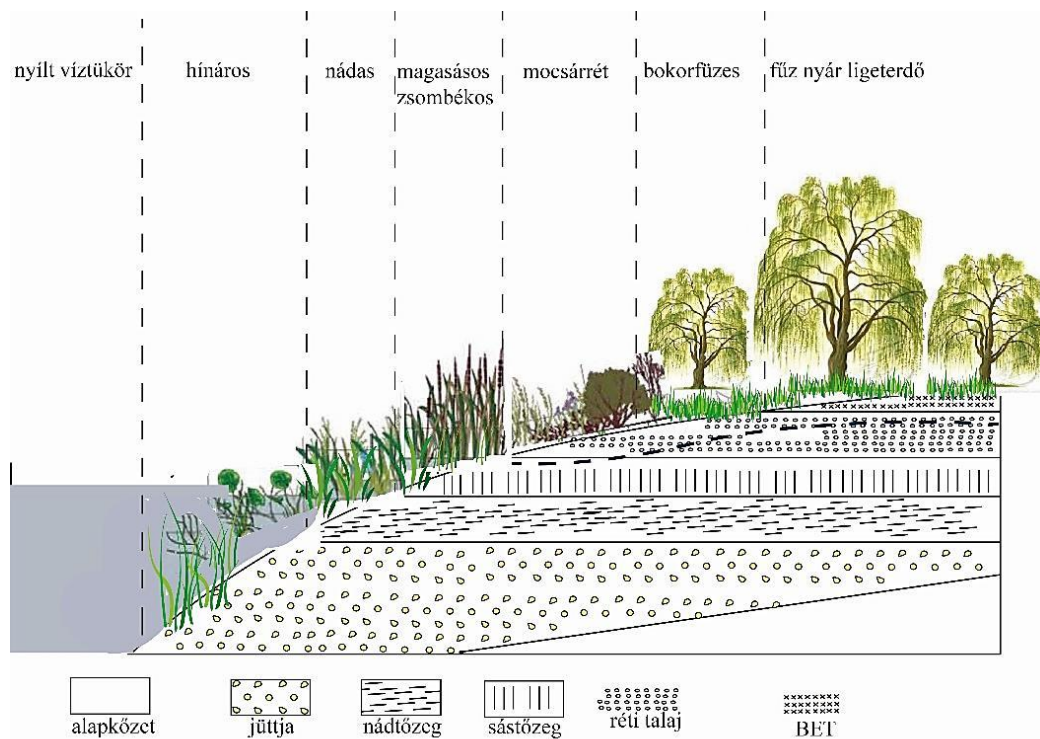 nyílt víztükör
hínáros
nádas
magasásos
zsombékos
mocsárrét
bokorfüzes
fűz nyár ligeterdő
alapkőzet
jüttja
nádtőzeg
sástőzeg
réti talaj
BET